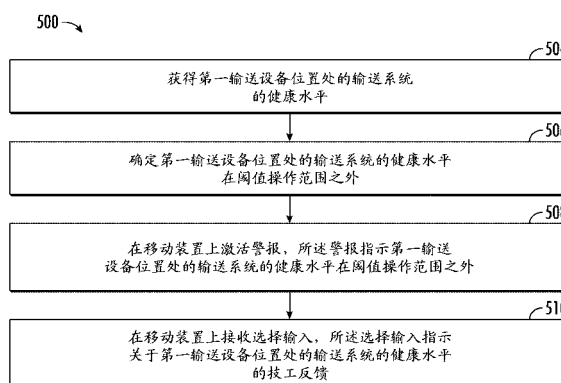 500
504
获得第一输送设备位置处的输送系统
的健康水平
506
确定第一输送设备位置处的输送系统的健康水平
在阈值操作范围之外
508
在移动装置上激活警报，所述警报指示第一输送
设备位置处的输送系统的健康水平在阈值操作范围之外
510
在移动装置上接收选择输入，所述选择输入指示
关于第一输送设备位置处的输送系统的健康水平
的技工反馈